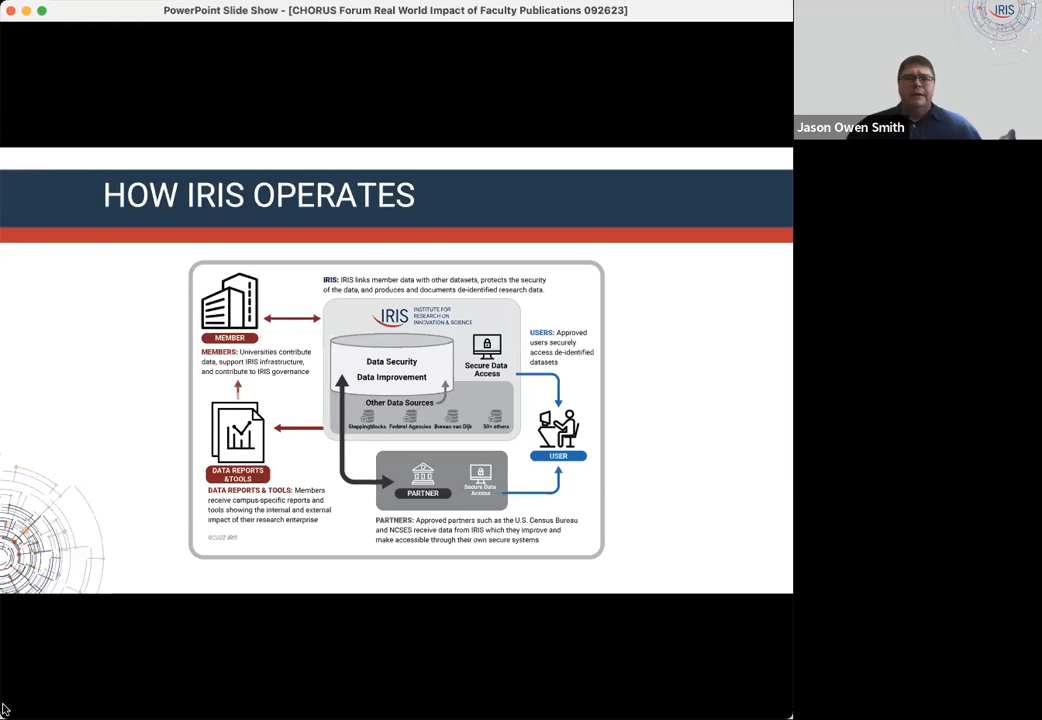 PowerPoint Slide Show - [CHORUS Forum Real World Impact of Faculty Publications 092623]
IRIS
Jason Owen Smith
HOW IRIS OPERATES
IRIS: IRIS links member data with other datasets, protects the security
of the data, and produces and documents de-identified research data.
MEMBER
MEMBERS: Universities contribute
data, support IRIS infrastructure,
and contribute to IRIS governance
IRIS
INSTITUTE FOR
RESEARCH ON
INNOVATION & SCIENCE
Data Security
Data Improvement
Secure Data
Access
Other Data Sources
Steppingblocks
Federal Agencies
Bureau van Dijk
50+ others
USERS: Approved
users securely
access de-identified
datasets
USER
DATA REPORTS
&TOOLS
DATA REPORTS & TOOLS: Members
receive campus-specific reports and
tools showing the internal and external
impact of their research enterprise
©2022 IRIS
PARTNER
Secure Data
Access
PARTNERS: Approved partners such as the U.S. Census Bureau
and NCSES receive data from IRIS which they improve and
make accessible through their own secure systems